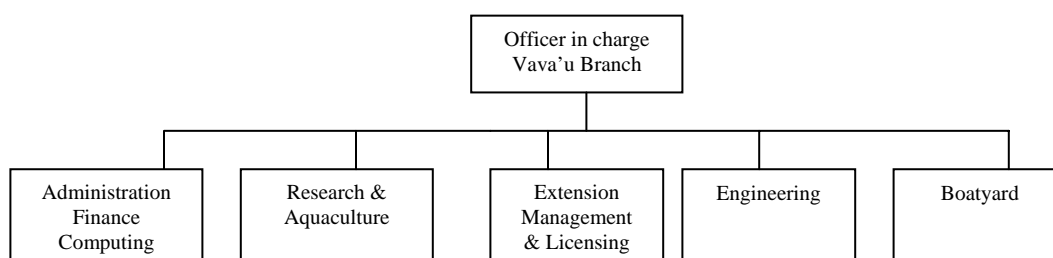 Officer in charge
Vava’u Branch
Administration
Finance
Computing
Research &
Aquaculture
Extension
Management
& Licensing
Engineering
Boatyard